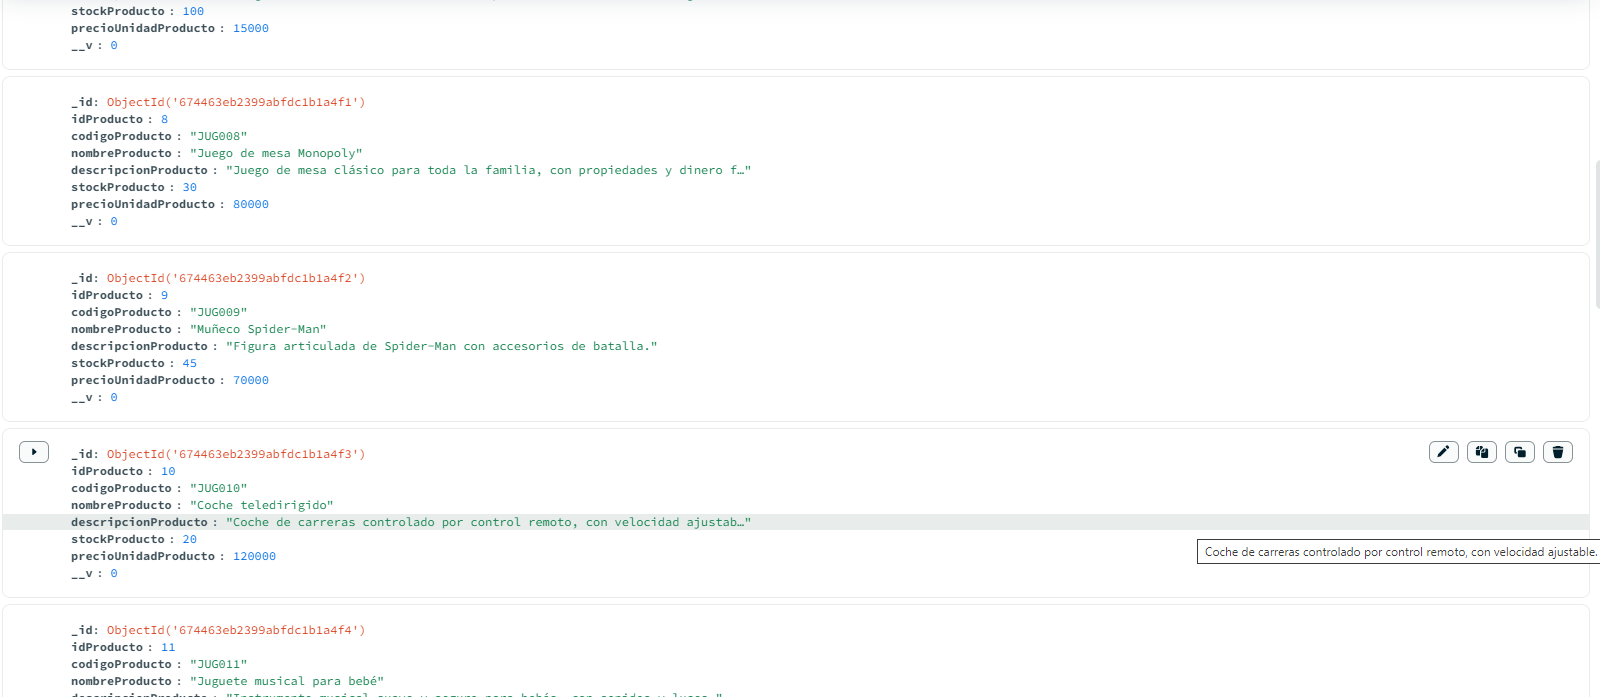 stockProducto : 100
precioUnidadProducto : 15000
__v : 0
_id: ObjectId('674463eb2399abfdc1b1a4f1')
idProducto : 8
codigoProducto : "JUG008"
nombreProducto : "Juego de mesa Monopoly"
descripcionProducto : "Juego de mesa clásico para toda la familia, con propiedades y dinero f…"
stockProducto : 30
precioUnidadProducto : 80000
__v : 0
_id: ObjectId('674463eb2399abfdc1b1a4f2')
idProducto : 9
codigoProducto : "JUG009"
nombreProducto : "Muñeco Spider-Man"
descripcionProducto : "Figura articulada de Spider-Man con accesorios de batalla."
stockProducto : 45
precioUnidadProducto : 70000
__v : 0
_id: ObjectId('674463eb2399abfdc1b1a4f3')
idProducto : 10
codigoProducto : "JUG010"
nombreProducto : "Coche teledirigido"
descripcionProducto : "Coche de carreras controlado por control remoto, con velocidad ajustab…"
stockProducto : 20
precioUnidadProducto : 120000
Coche de carreras controlado por control remoto, con velocidad ajustable.
__v : 0
_id: ObjectId('674463eb2399abfdc1b1a4f4')
idProducto : 11
codigoProducto : "JUG011"
nombreProducto : "Juguete musical para bebé"